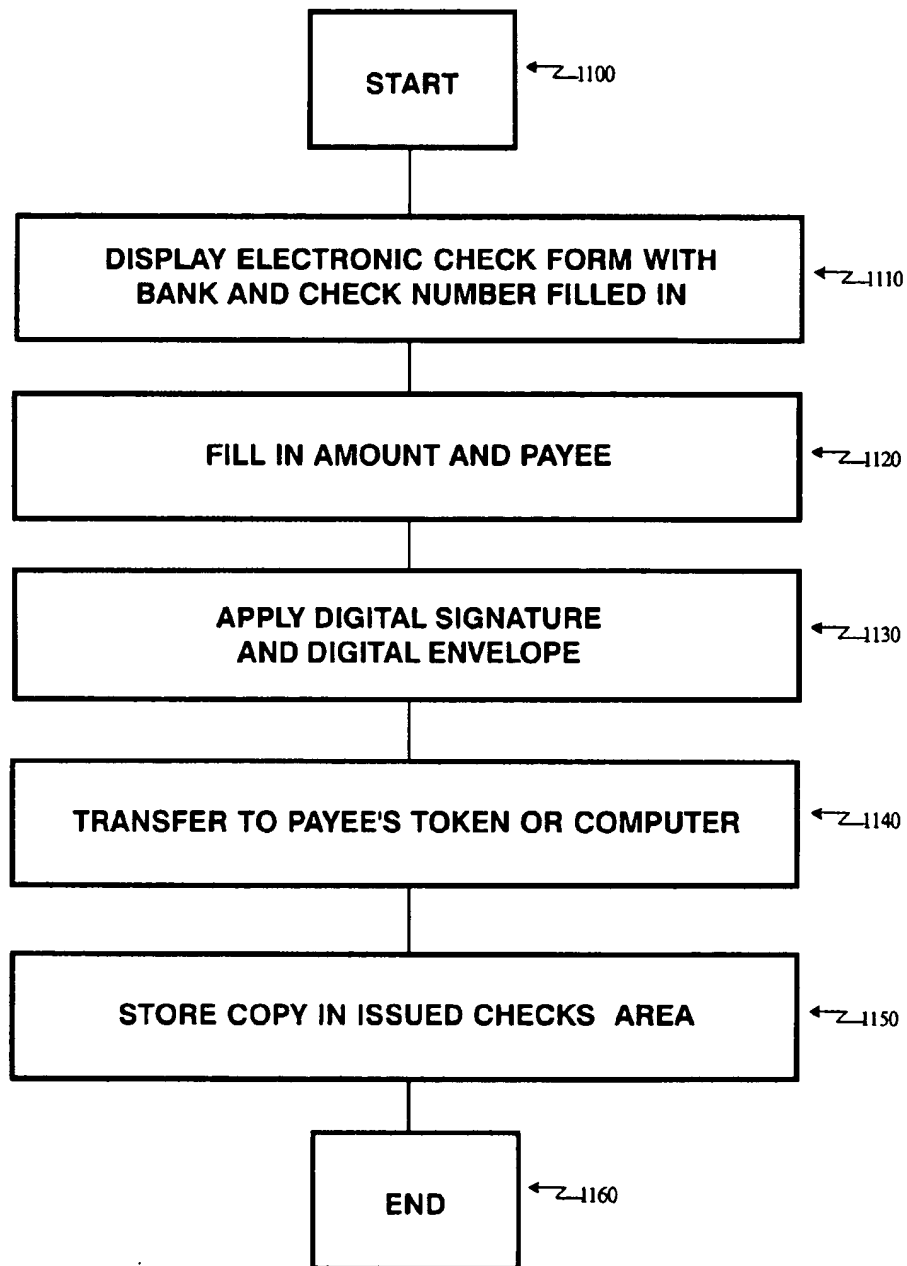 START
1100
DISPLAY ELECTRONIC CHECK FORM WITH
BANK AND CHECK NUMBER FILLED IN
1110
FILL IN AMOUNT AND PAYEE
1120
APPLY DIGITAL SIGNATURE
AND DIGITAL ENVELOPE
1130
TRANSFER TO PAYEE'S TOKEN OR COMPUTER
1140
STORE COPY IN ISSUED CHECKS AREA
1150
END
1160